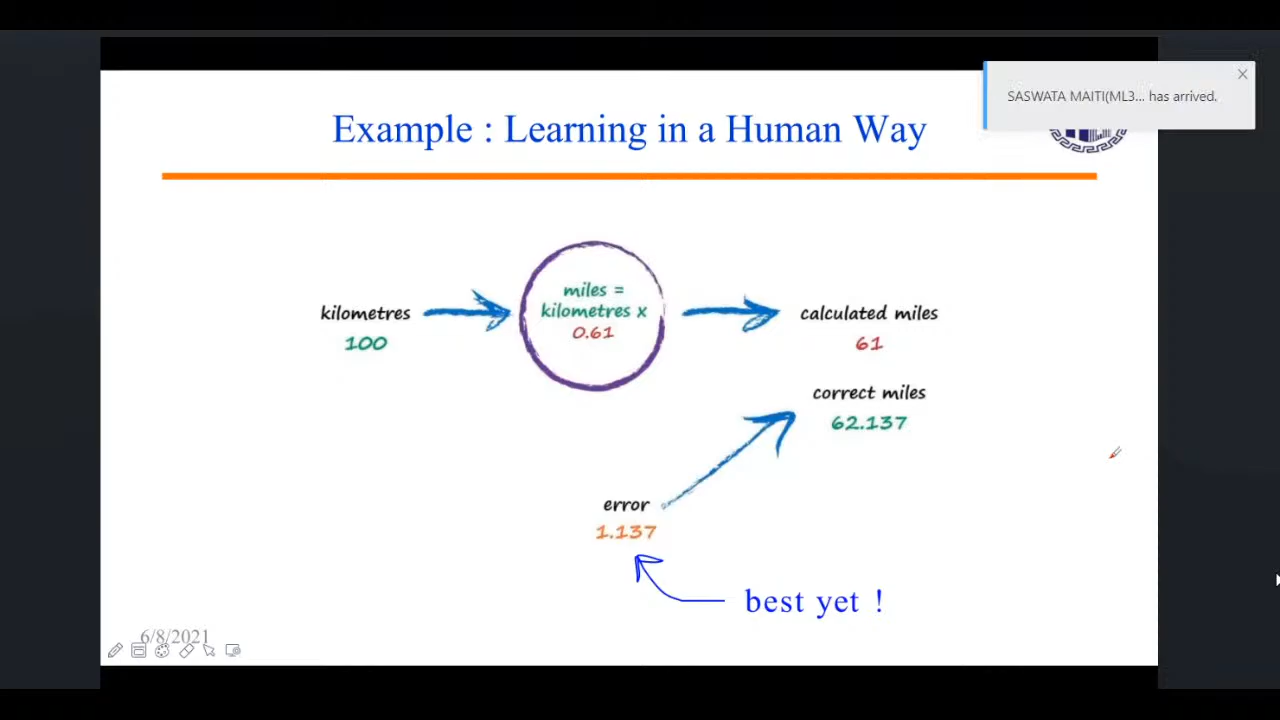 SASWATA MAITI(ML3... has arrived.
Example : Learning in a Human Way
miles =
kilometres x
0.61
kilometres
100
calculated miles
61
correct miles
62.137
error
1.137
best yet !
6/8/2021